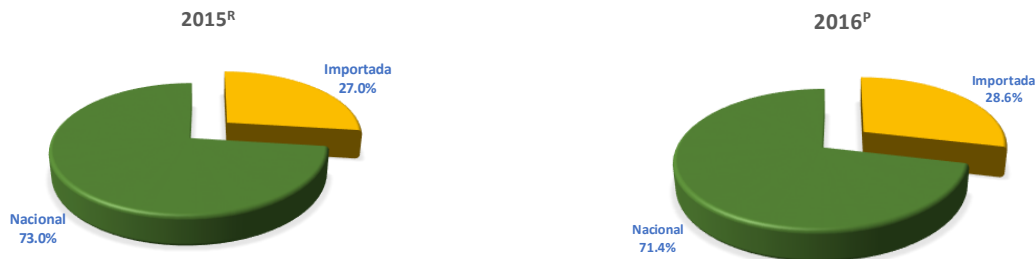 2015ᴿ
Importada
27.0%
Nacional
73.0%
2016ᴾ
Importada
28.6%
Nacional
71.4%